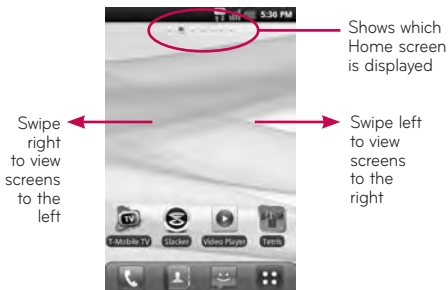 5:30 PM
Shows which
Home screen
is displayed
Swipe
right
to view
screens
to the
left
Swipe left
to view
screens
to the
right
T-Mobile TV
Slacker
Video Player
Tetris